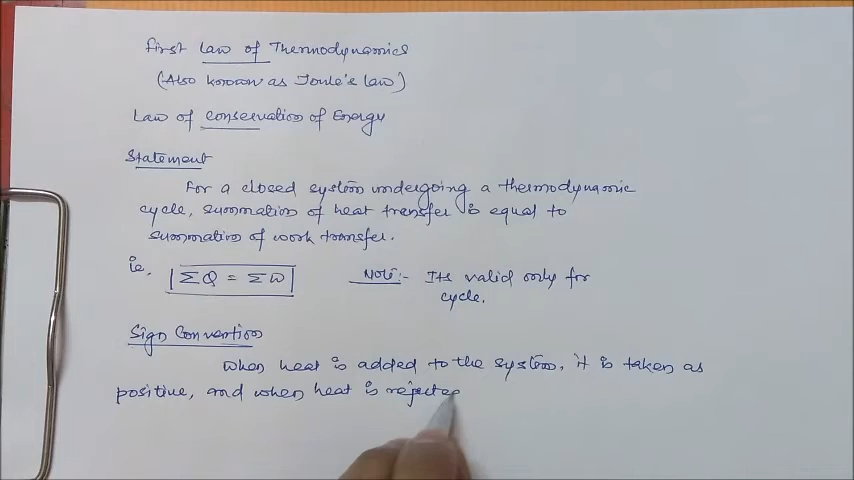 First Law of Thermodynamics
(Also known as Joule's law)
Law of conservation of Energy
Statement
For a closed system undergoing a thermodynamic
cycle, summation of heat transfer is equal to
summation of work transfer.
ie, ΣQ = ΣW Note:- Its valid only for
cycle.
Sign Convention
When heat is added to the system, it is taken as
positive, and when heat is rejected